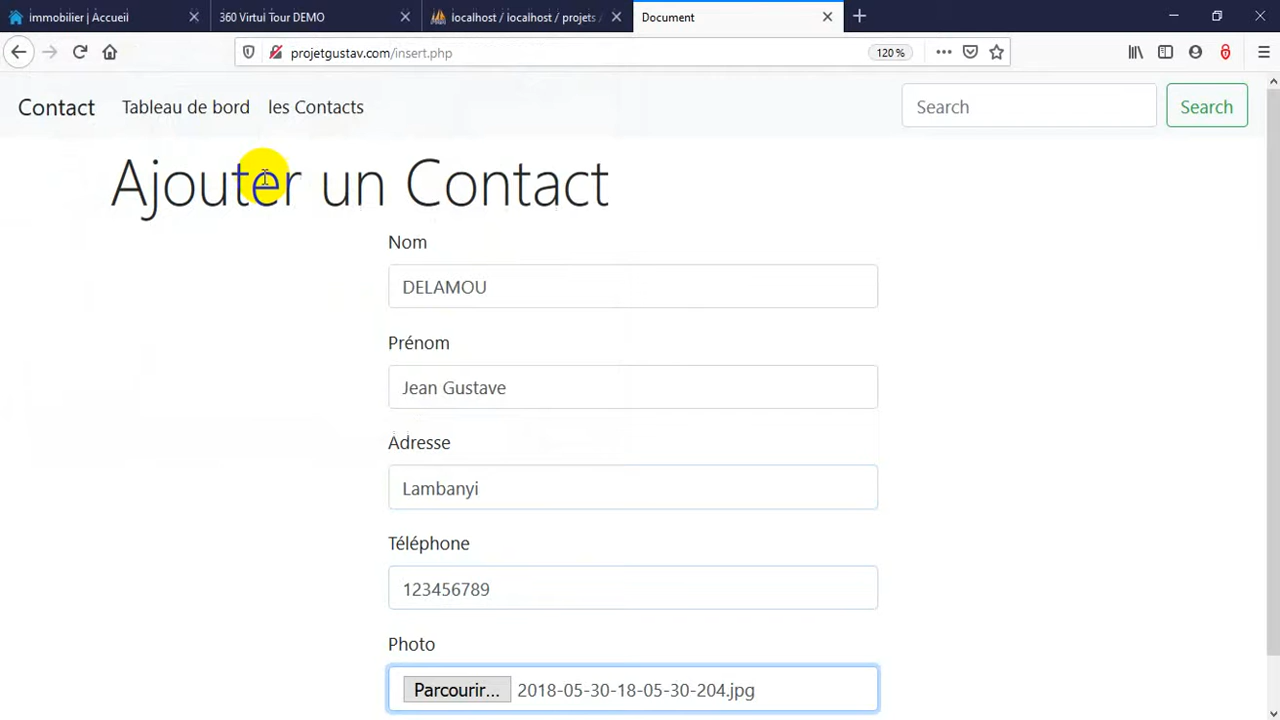 immobilier | Accueil
360 Virtul Tour DEMO
localhost / localhost / projets
Document
projetgustav.com/insert.php
120 %
Contact
Tableau de bord
les Contacts
Search
Search
Ajouter un Contact
Nom
DELAMOU
Prénom
Jean Gustave
Adresse
Lambanyi
Téléphone
123456789
Photo
Parcourir... 2018-05-30-18-05-30-204.jpg